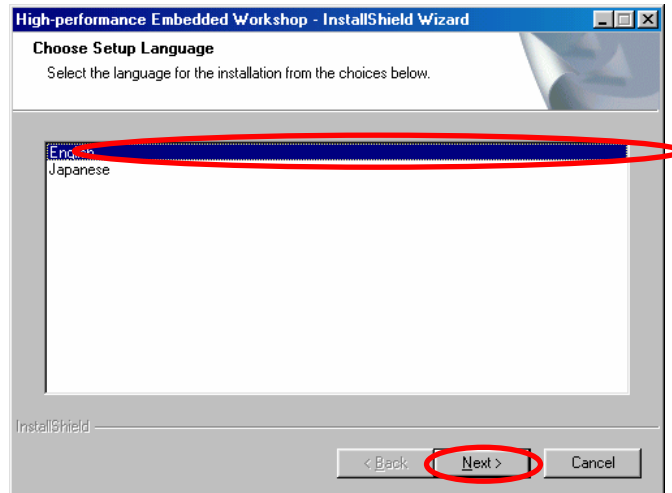 High-performance Embedded Workshop - InstallShield Wizard
Choose Setup Language
Select the language for the installation from the choices below.
English
Japanese
InstallShield
< Back Next > Cancel